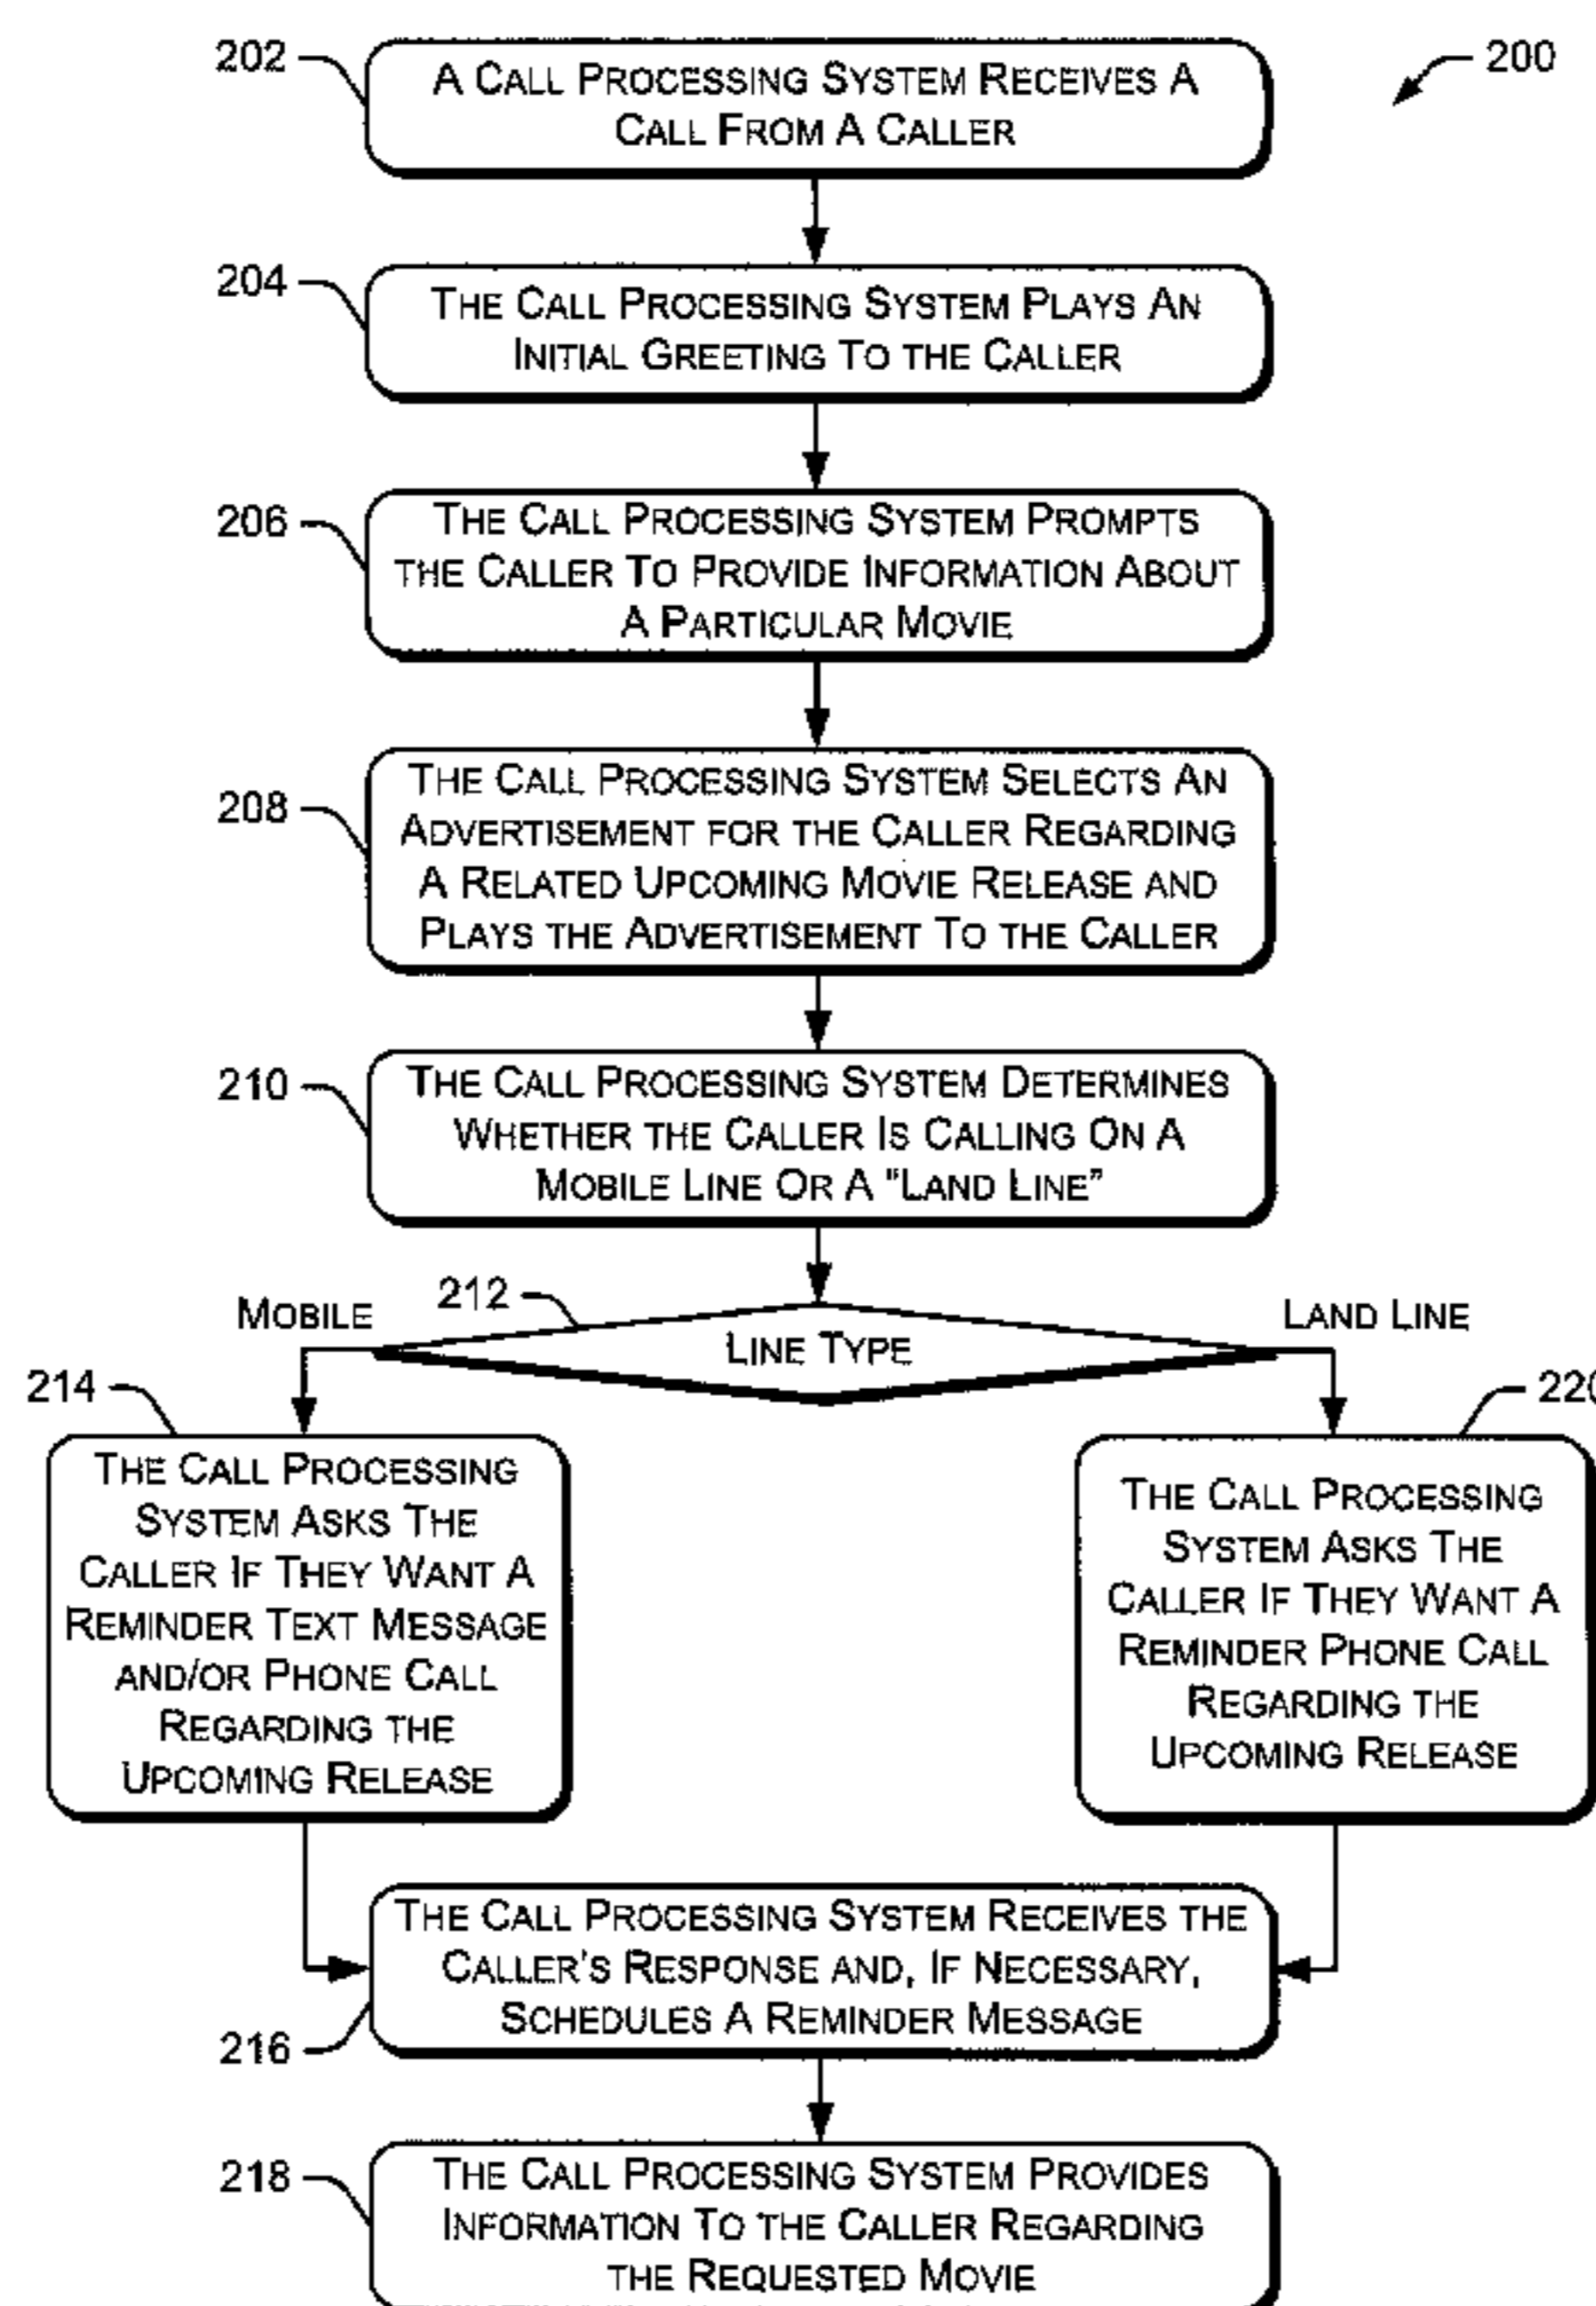 202
A CALL PROCESSING SYSTEM RECEIVES A
CALL FROM A CALLER
200
204
THE CALL PROCESSING SYSTEM PLAYS AN
INITIAL GREETING TO THE CALLER
206
THE CALL PROCESSING SYSTEM PROMPTS
THE CALLER TO PROVIDE INFORMATION ABOUT
A PARTICULAR MOVIE
208
THE CALL PROCESSING SYSTEM SELECTS AN
ADVERTISEMENT FOR THE CALLER REGARDING
A RELATED UPCOMING MOVIE RELEASE AND
PLAYS THE ADVERTISEMENT TO THE CALLER
210
THE CALL PROCESSING SYSTEM DETERMINES
WHETHER THE CALLER IS CALLING ON A
MOBILE LINE OR A "LAND LINE"
MOBILE
212
LINE TYPE
LAND LINE
214
THE CALL PROCESSING
SYSTEM ASKS THE
CALLER IF THEY WANT A
REMINDER TEXT MESSAGE
AND/OR PHONE CALL
REGARDING THE
UPCOMING RELEASE
220
THE CALL PROCESSING
SYSTEM ASKS THE
CALLER IF THEY WANT A
REMINDER PHONE CALL
REGARDING THE
UPCOMING RELEASE
THE CALL PROCESSING SYSTEM RECEIVES THE
CALLER'S RESPONSE AND, IF NECESSARY,
SCHEDULES A REMINDER MESSAGE
216
218
THE CALL PROCESSING SYSTEM PROVIDES
INFORMATION TO THE CALLER REGARDING
THE REQUESTED MOVIE